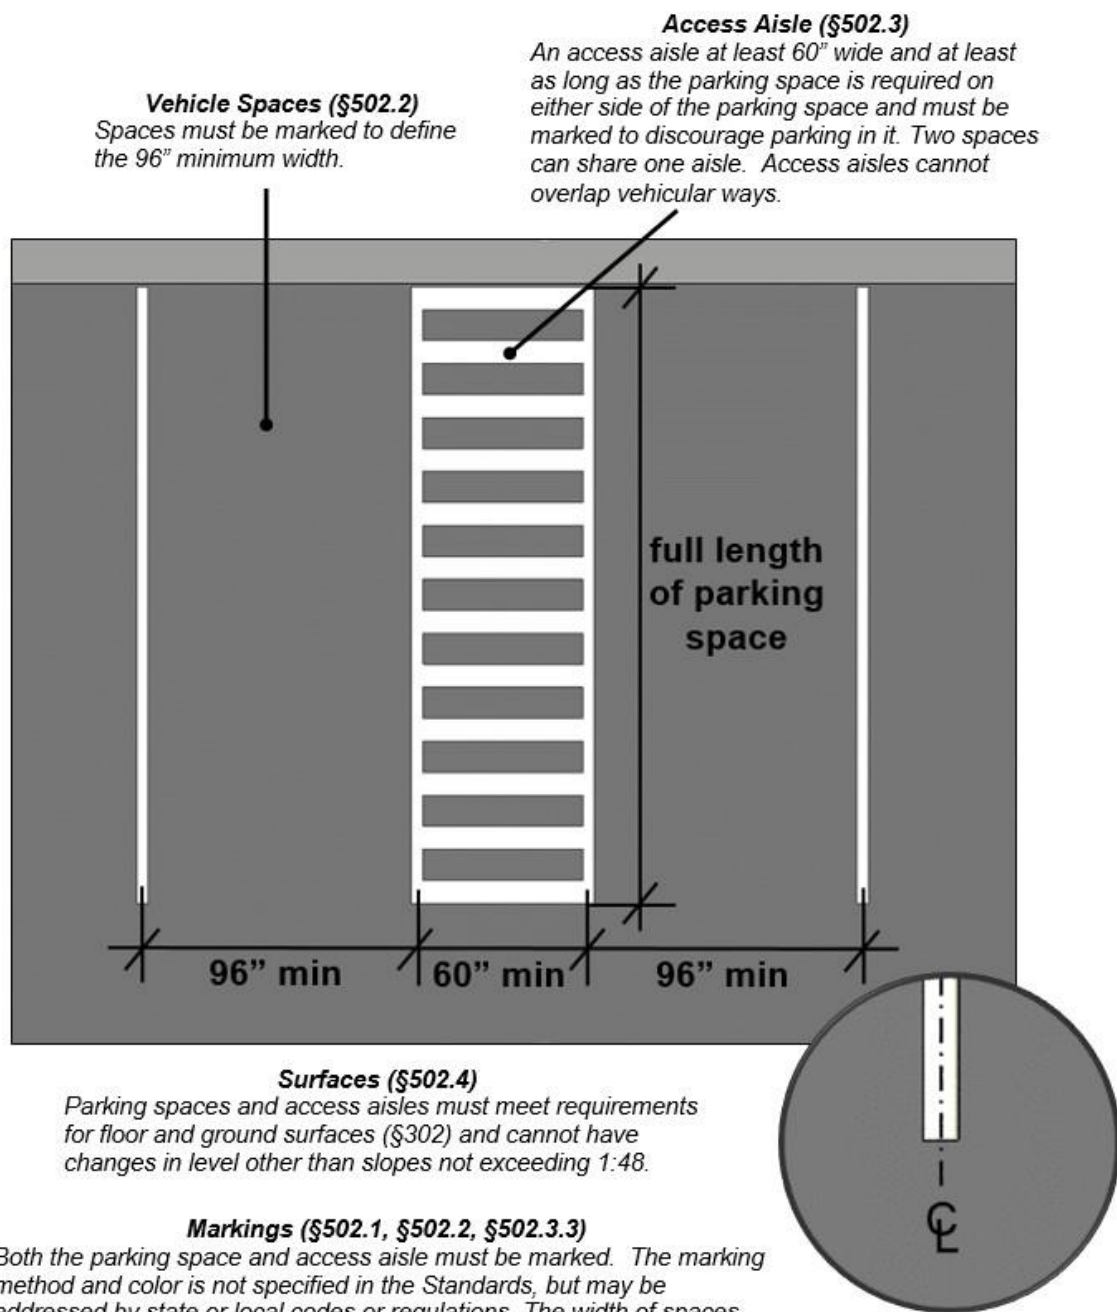 Access Aisle (§502.3)
An access aisle at least 60” wide and at least
as long as the parking space is required on
either side of the parking space and must be
marked to discourage parking in it. Two spaces
can share one aisle. Access aisles cannot
overlap vehicular ways.
Vehicle Spaces (§502.2)
Spaces must be marked to define
the 96” minimum width.
full length
of parking
space
96” min
60” min
96” min
℄
Surfaces (§502.4)
Parking spaces and access aisles must meet requirements
for floor and ground surfaces (§302) and cannot have
changes in level other than slopes not exceeding 1:48.
Markings (§502.1, §502.2, §502.3.3)
Both the parking space and access aisle must be marked. The marking
method and color is not specified in the Standards, but may be
addressed by state or local codes or regulations. The width of spaces